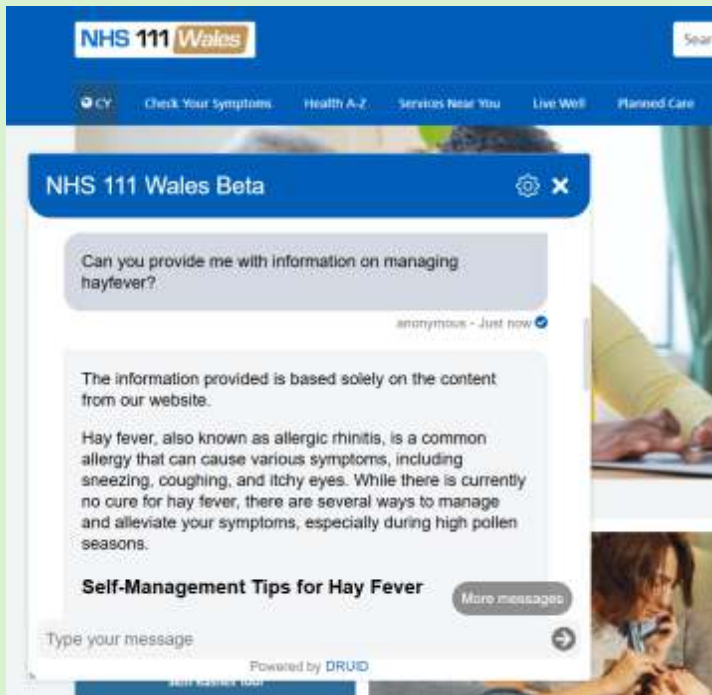 NHS 111 Wales
Sear
CY Check Your Symptoms Health A-Z Services Near You Live Well Planned Care
NHS 111 Wales Beta
Can you provide me with information on managing
hayfever?
anonymous - Just now
The information provided is based solely on the content
from our website.
Hay fever, also known as allergic rhinitis, is a common
allergy that can cause various symptoms, including
sneezing, coughing, and itchy eyes. While there is currently
no cure for hay fever, there are several ways to manage
and alleviate your symptoms, especially during high pollen
seasons.
Self-Management Tips for Hay Fever
More messages
Type your message
Powered by DRUID